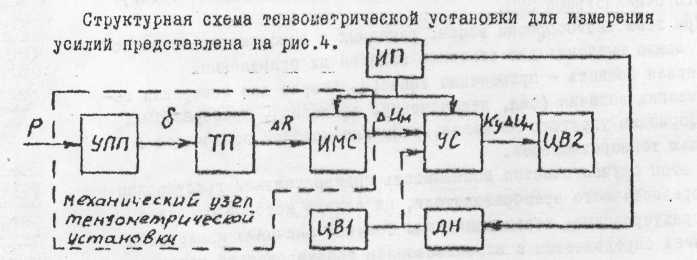 Структурная схема тензометрической установки для измерения
усилий представлена на рис.4.
ИП
P
δ
ΔR
ΔUм
KуΔUм
УПП
ТП
ИМС
УС
ЦВ2
механический узел
тензометрической
установки
ЦВ1
ДН